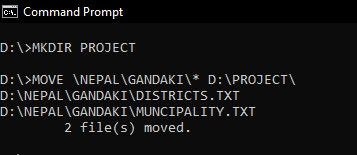 Command Prompt
D:\>MKDIR PROJECT
D:\>MOVE \NEPAL\GANDAKI\* D:\PROJECT\
D:\NEPAL\GANDAKI\DISTRICTS.TXT
D:\NEPAL\GANDAKI\MUNCIPALITY.TXT
2 file(s) moved.